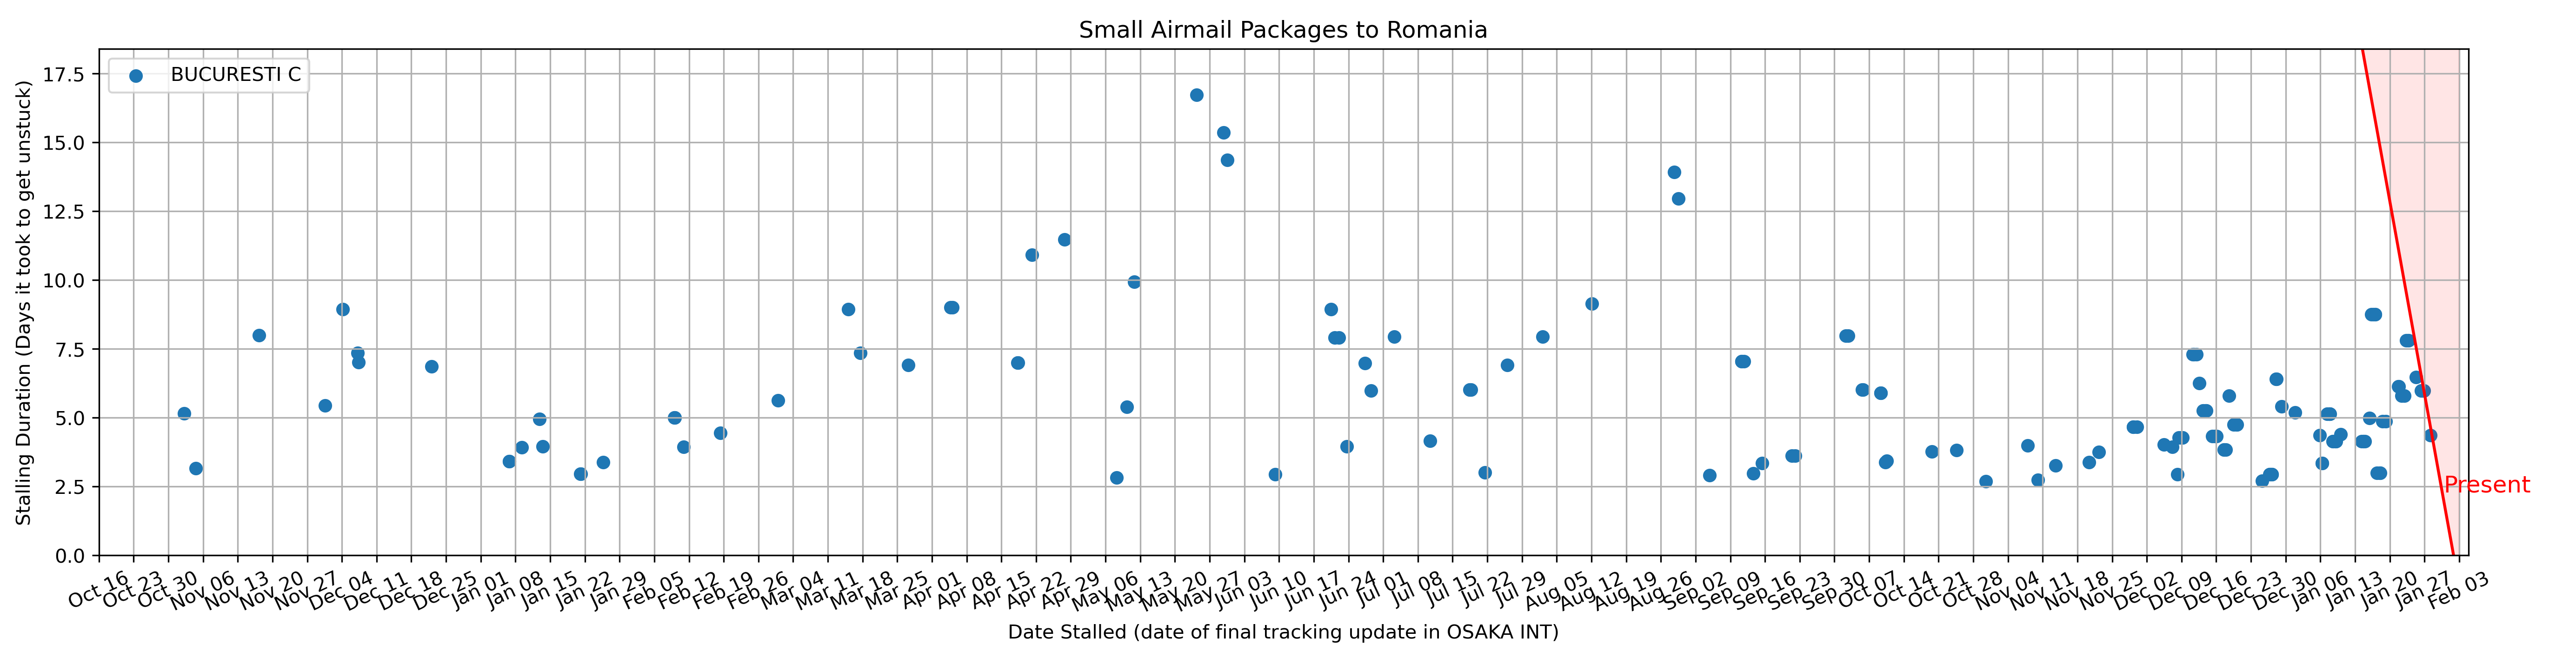 Small Airmail Packages to Romania
BUCURESTI C
Stalling Duration (Days it took to get unstuck)
17.5
15.0
12.5
10.0
7.5
5.0
2.5
0.0
Present
Oct 16 Oct 23 Oct 30 Nov 06 Nov 13 Nov 20 Nov 27 Dec 04 Dec 11 Dec 18 Dec 25 Jan 01 Jan 08 Jan 15 Jan 22 Jan 29 Feb 05 Feb 12 Feb 19 Feb 26 Mar 04 Mar 11 Mar 18 Mar 25 Apr 01 Apr 08 Apr 15 Apr 22 Apr 29 May 06 May 13 May 20 May 27 Jun 03 Jun 10 Jun 17 Jun 24 Jul 01 Jul 08 Jul 15 Jul 22 Jul 29 Aug 05 Aug 12 Aug 19 Aug 26 Sep 02 Sep 09 Sep 16 Sep 23 Sep 30 Oct 07 Oct 14 Oct 21 Oct 28 Nov 04 Nov 11 Nov 18 Nov 25 Dec 02 Dec 09 Dec 16 Dec 23 Dec 30 Jan 06 Jan 13 Jan 20 Jan 27 Feb 03
Date Stalled (date of final tracking update in OSAKA INT)